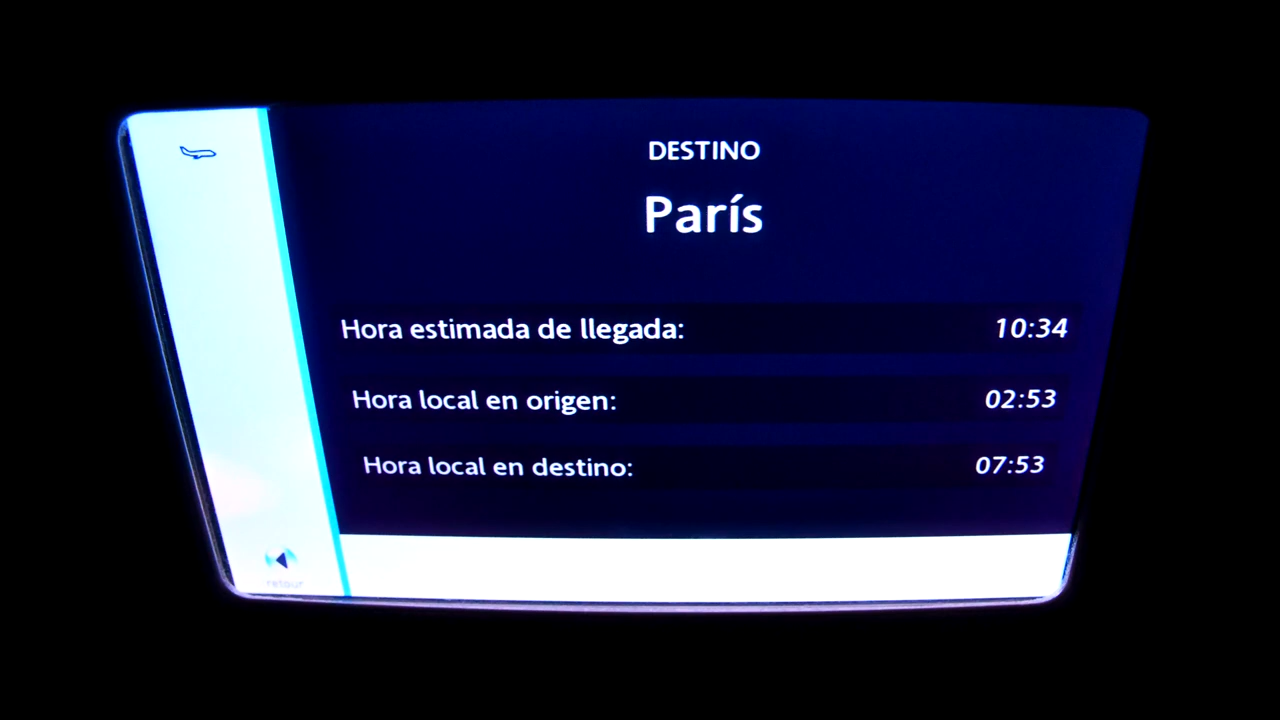 DESTINO
París
Hora estimada de llegada: 10:34
Hora local en origen: 02:53
Hora local en destino: 07:53
retour